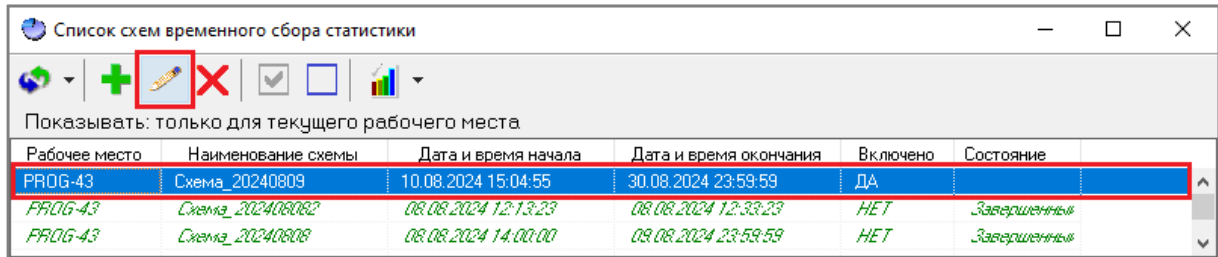 Список схем временного сбора статистики
Показывать: только для текущего рабочего места
Рабочее место Наименование схемы Дата и время начала Дата и время окончания Включено Состояние
PROG-43 Схема_20240809 10.08.2024 15:04:55 30.08.2024 23:59:59 ДА
PROG-43 Схема_202408082 08.08.2024 12:13:23 08.08.2024 12:33:23 НЕТ Завершенный
PROG-43 Схема_20240808 08.08.2024 14:00:00 09.08.2024 23:59:59 НЕТ Завершенный